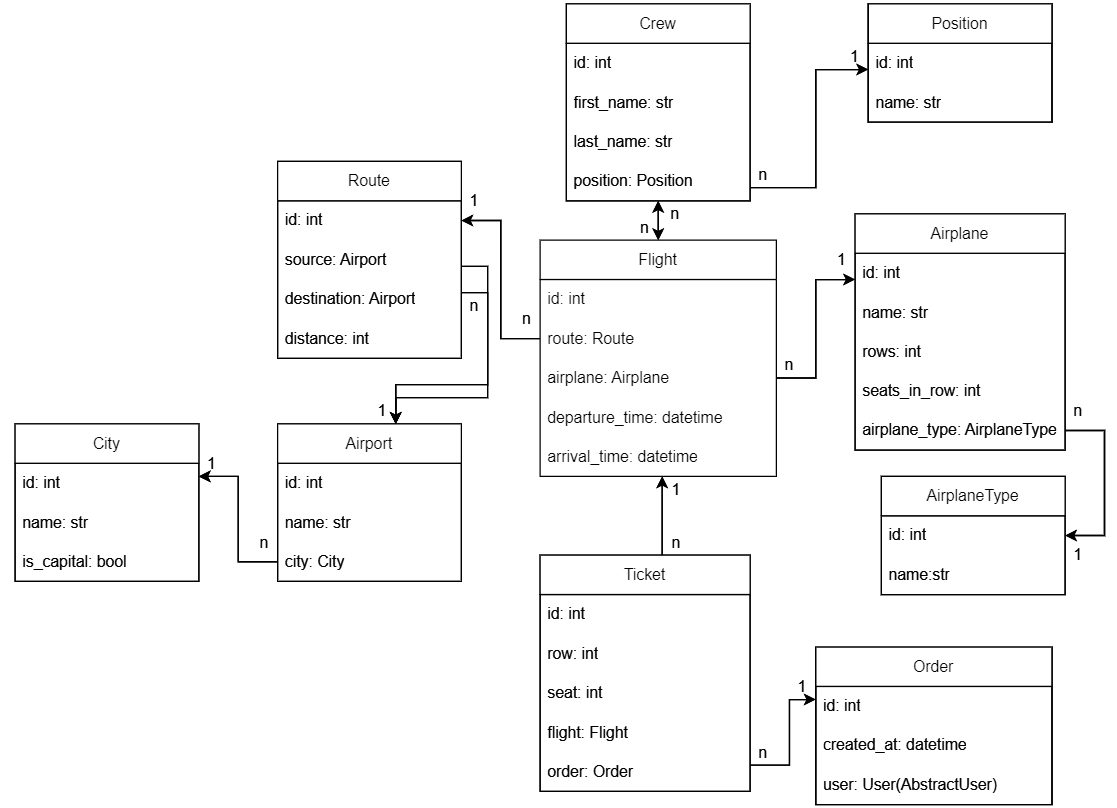 Crew
id: int
first_name: str
last_name: str
position: Position
n
Position
1
id: int
name: str
n
n
Route
id: int
source: Airport
destination: Airport
distance: int
1
n
n
Flight
id: int
route: Route
airplane: Airplane
departure_time: datetime
arrival_time: datetime
n
1
Airplane
1
id: int
name: str
rows: int
seats_in_row: int
airplane_type: AirplaneType
n
AirplaneType
id: int
name:str
1
City
id: int
name: str
is_capital: bool
1
n
1
Airport
id: int
name: str
city: City
n
Ticket
id: int
row: int
seat: int
flight: Flight
order: Order
n
1
Order
id: int
created_at: datetime
user: User(AbstractUser)